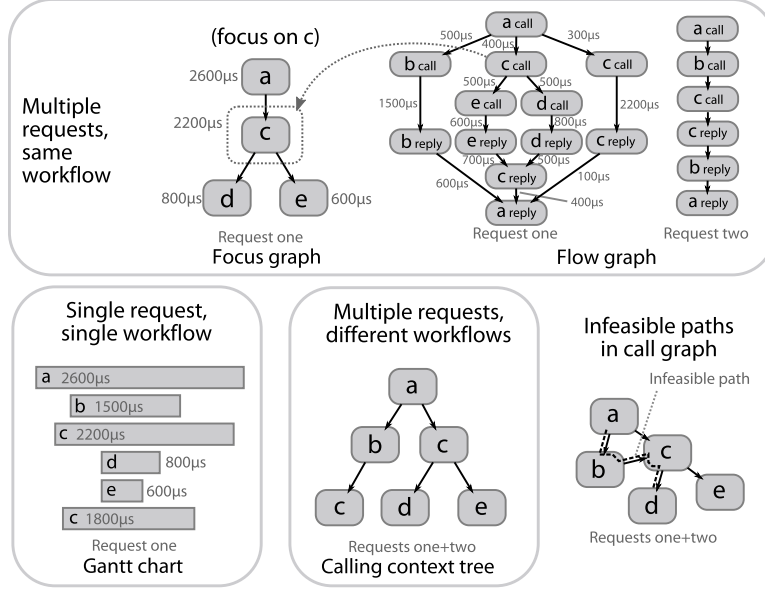 Multiple
requests,
same
workflow
(focus on c)
2600μs
a
2200μs
c
800μs
d
e
600μs
Request one
Focus graph
a call
500μs
400μs
300μs
b call
c call
c call
500μs
500μs
1500μs
e call
d call
2200μs
600μs
800μs
b reply
e reply
d reply
c reply
700μs
500μs
c reply
600μs
100μs
400μs
a reply
Request one
Flow graph
a call
b call
c call
c reply
b reply
a reply
Request two
Single request,
single workflow
a 2600μs
b 1500μs
c 2200μs
d 800μs
e 600μs
c 1800μs
Request one
Gantt chart
Multiple requests,
different workflows
a
b
c
c
d
e
Requests one+two
Calling context tree
Infeasible paths
in call graph
Infeasible path
a
c
b
e
d
Requests one+two